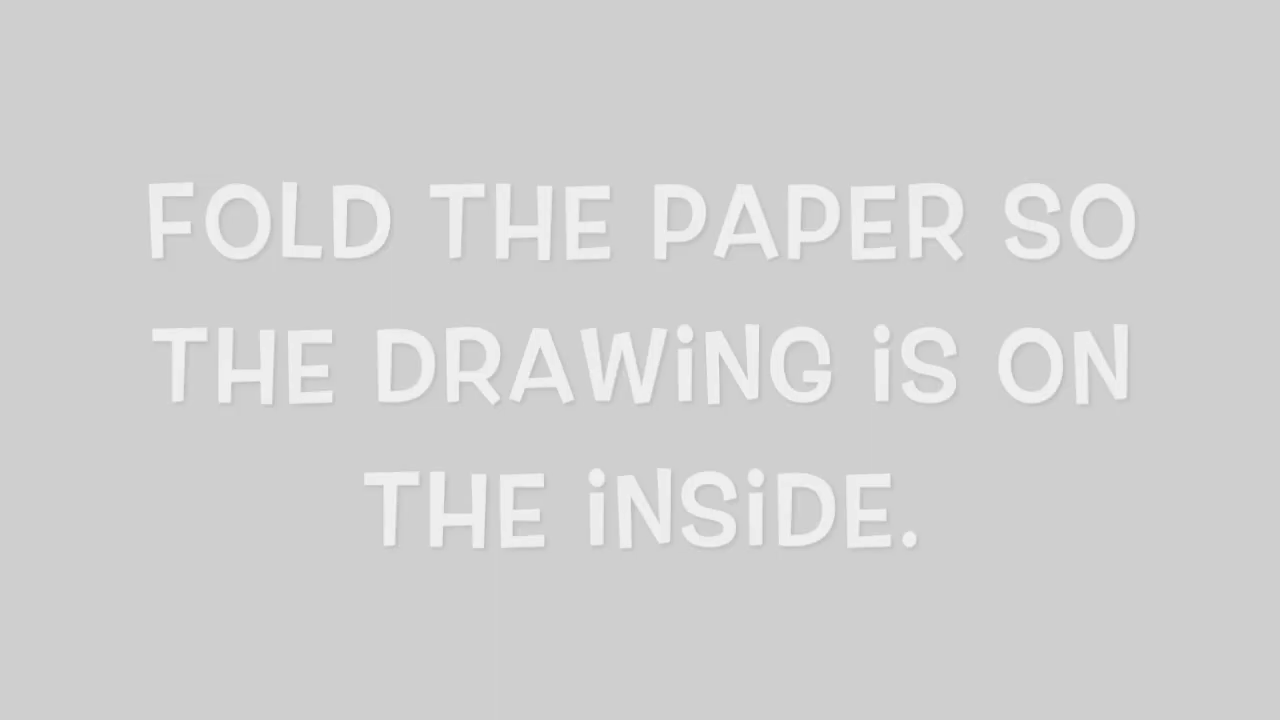 FOLD THE PAPER SO
THE DRAWiNG iS ON
THE iNSiDE.